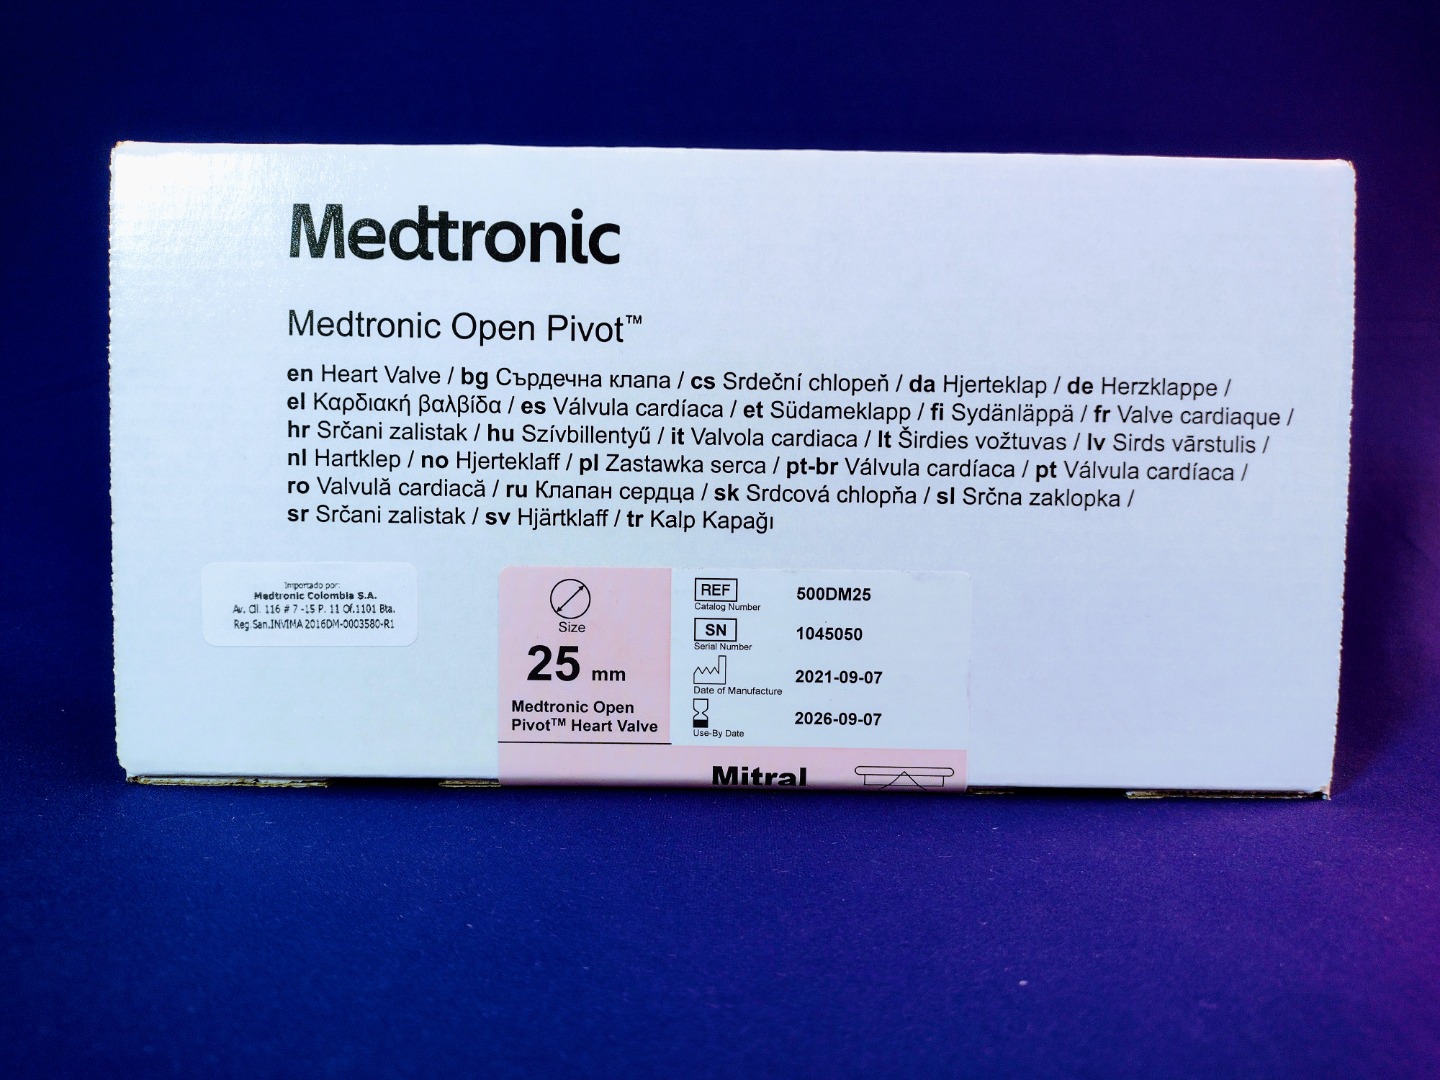 Medtronic
Medtronic Open Pivot™
en Heart Valve / bg Сърдечна клапа / cs Srdeční chlopeň / da Hjerteklap / de Herzklappe /
el Καρδιακή βαλβίδα / es Válvula cardíaca / et Südameklapp / fi Sydänläppä / fr Valve cardiaque /
hr Srčani zalistak / hu Szívbillentyű / it Valvola cardiaca / lt Širdies vožtuvas / lv Sirds vārstulis /
nl Hartklep / no Hjerteklaff / pl Zastawka serca / pt-br Válvula cardíaca / pt Válvula cardíaca /
ro Valvulă cardiacă / ru Клапан сердца / sk Srdcová chlopňa / sl Srčna zaklopka /
sr Srčani zalistak / sv Hjärtklaff / tr Kalp Kapağı
Importado por:
Medtronic Colombia S.A.
Av. Cll. 116 # 7 -15 P. 11 Of.1101 Bta.
Reg San.INVIMA 2016DM-0003580-R1
Size
25 mm
Medtronic Open
Pivot™ Heart Valve
REF 500DM25
Catalog Number
SN 1045050
Serial Number
2021-09-07
Date of Manufacture
2026-09-07
Use-By Date
Mitral